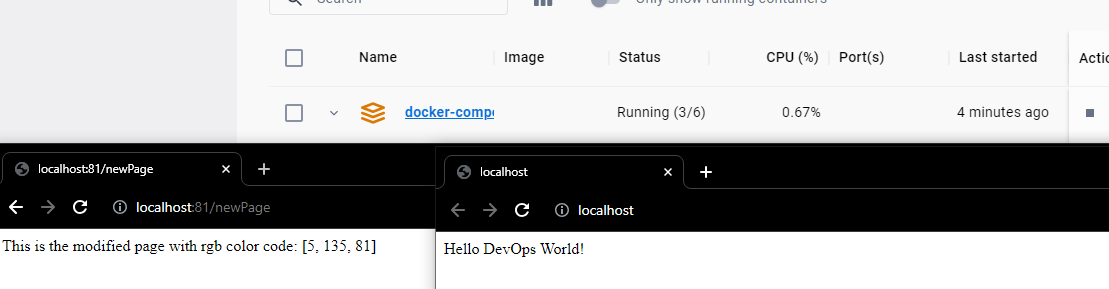 Search
Only show running containers
Name Image Status CPU (%) Port(s) Last started Actio
docker-compo Running (3/6) 0.67% 4 minutes ago
localhost:81/newPage
localhost:81/newPage
This is the modified page with rgb color code: [5, 135, 81]
localhost
localhost
Hello DevOps World!